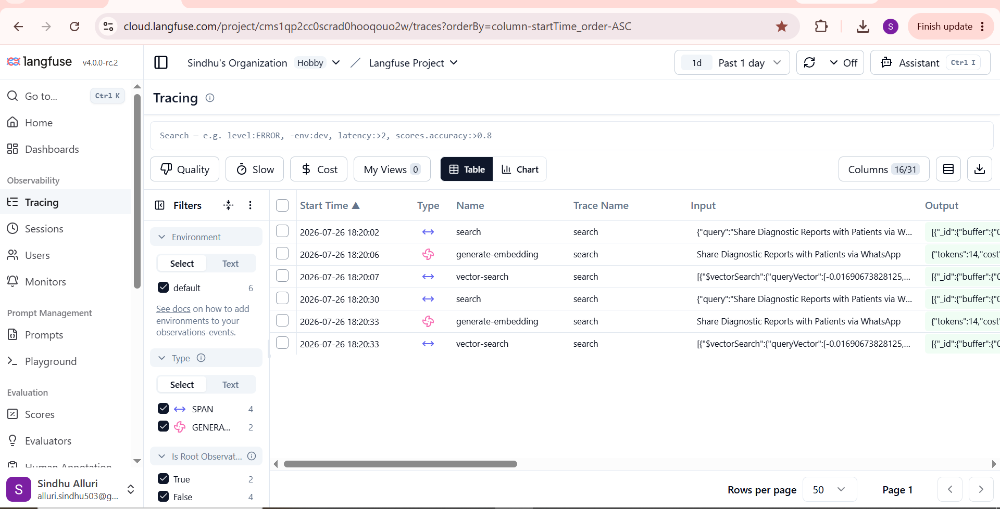 cloud.langfuse.com/project/cms1qp2cc0scrad0hooqouo2w/traces?orderBy=column-startTime_order-ASC
S
Finish update
langfuse
v4.0.0-rc.2
Sindhu's Organization
Hobby
Langfuse Project
1d
Past 1 day
Off
Assistant
Ctrl I
Go to...
Ctrl K
Home
Dashboards
Observability
Tracing
Sessions
Users
Monitors
Prompt Management
Prompts
Playground
Evaluation
Scores
Evaluators
Human Annotation
S
Sindhu Alluri
alluri.sindhu503@g...
Tracing
Search — e.g. level:ERROR, -env:dev, latency:>2, scores.accuracy:>0.8
Quality
Slow
Cost
My Views 0
Table
Chart
Columns 16/31
Filters
Environment
Select
Text
default 6
See docs on how to add
environments to your
observations-events.
Type
Select
Text
SPAN 4
GENERA... 2
Is Root Observat...
True 2
False 4
Start Time ▲ Type Name Trace Name Input Output
2026-07-26 18:20:02 search search {"query":"Share Diagnostic Reports with Patients via W... [{"_id":{"buffer":{"0
2026-07-26 18:20:06 generate-embedding search Share Diagnostic Reports with Patients via WhatsApp {"tokens":14,"cost"
2026-07-26 18:20:07 vector-search search [{"$vectorSearch":{"queryVector":[-0.01690673828125,... [{"_id":{"buffer":{"0
2026-07-26 18:20:30 search search {"query":"Share Diagnostic Reports with Patients via W... [{"_id":{"buffer":{"0
2026-07-26 18:20:33 generate-embedding search Share Diagnostic Reports with Patients via WhatsApp {"tokens":14,"cost"
2026-07-26 18:20:33 vector-search search [{"$vectorSearch":{"queryVector":[-0.01690673828125,... [{"_id":{"buffer":{"0
Rows per page 50 Page 1